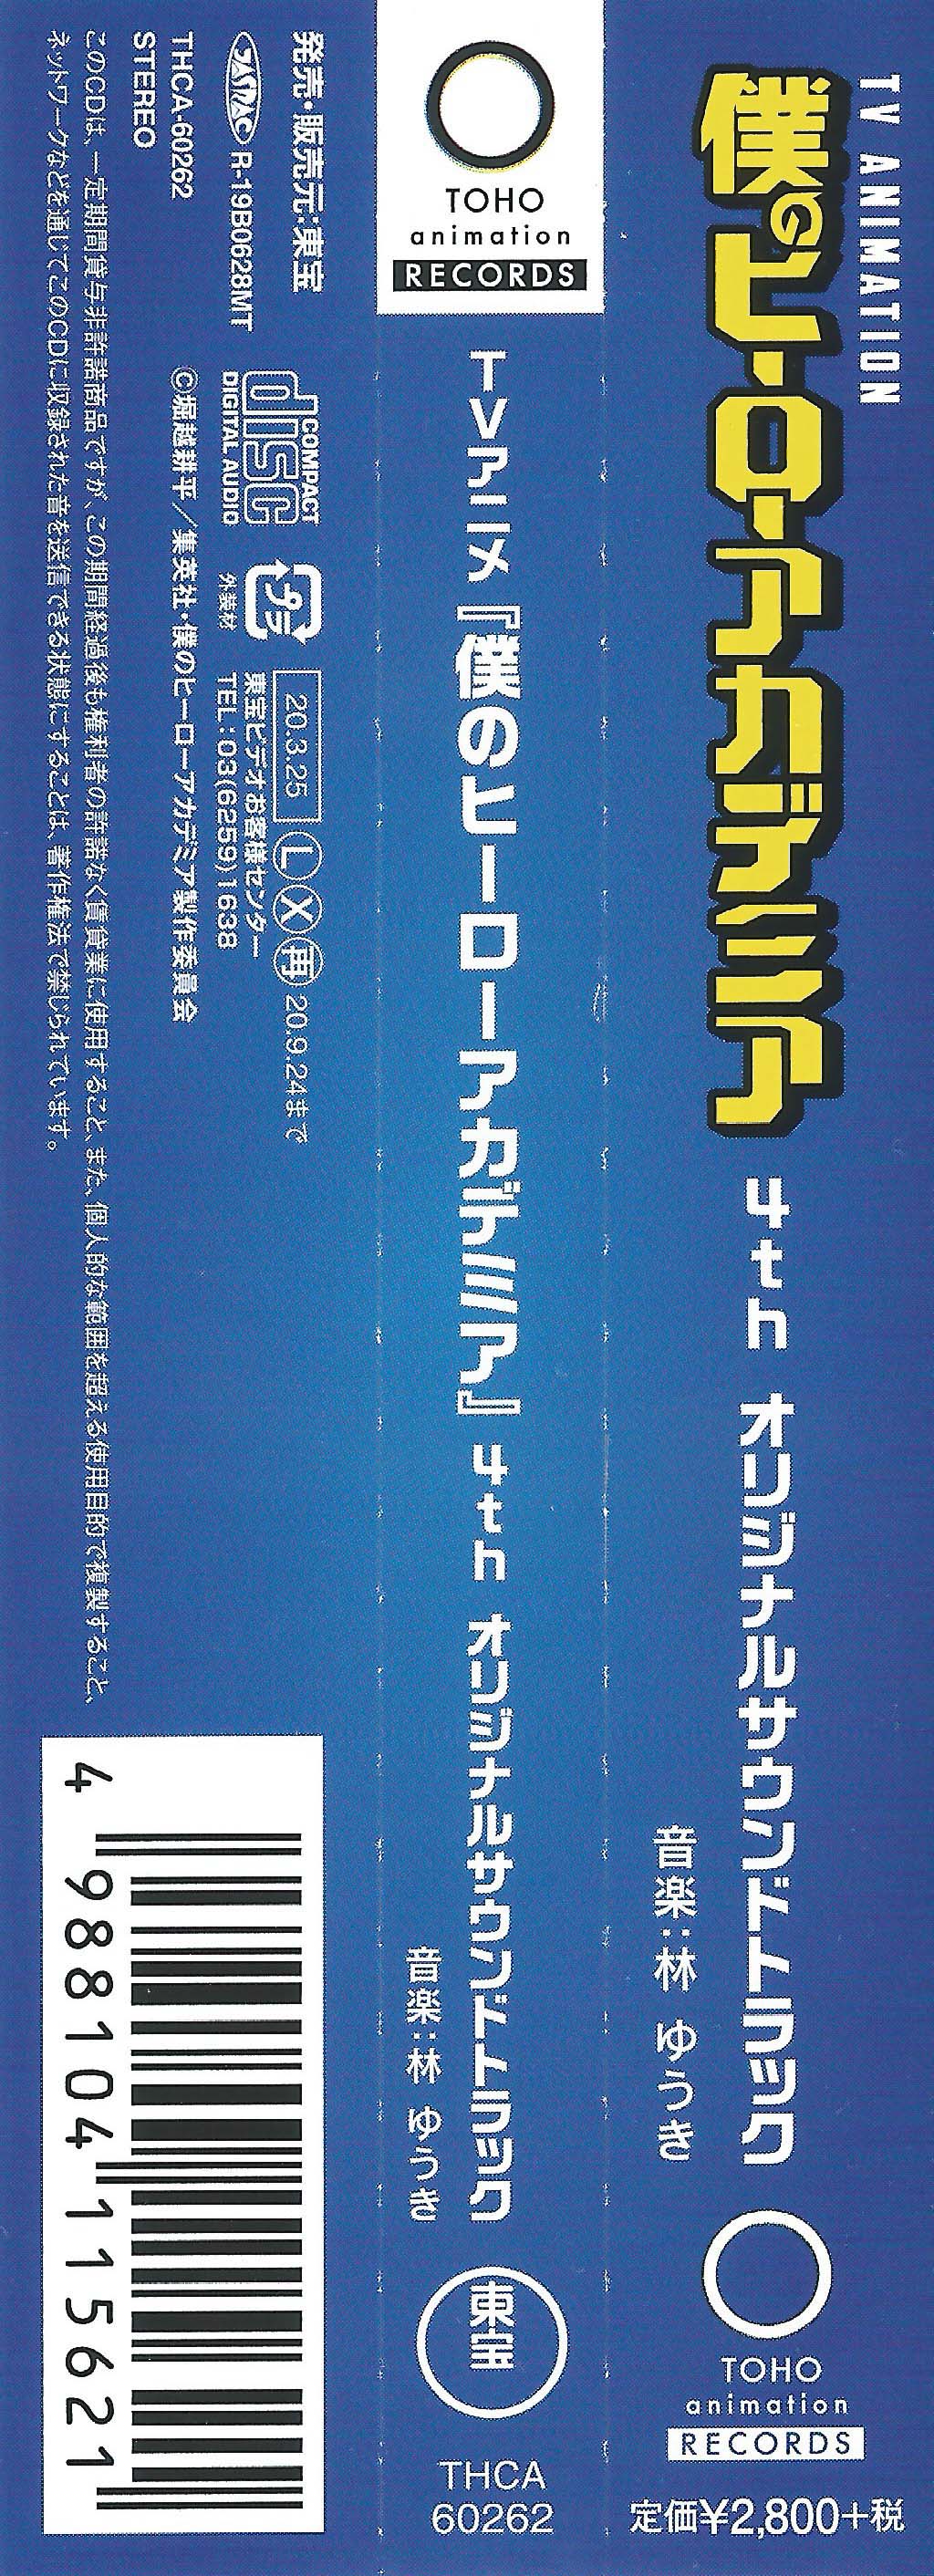 TV ANIMATION
僕のヒーローアカデミア
4th オリジナルサウンドトラック
音楽:林 ゆうき
TOHO
animation
RECORDS
定価¥2,800+税
TOHO
animation
RECORDS
TVアニメ『僕のヒーローアカデミア』4th オリジナルサウンドトラック
音楽:林 ゆうき
東宝
THCA
60262
発売・販売元:東宝
JASRAC R-19B0628MT
THCA-60262
STEREO
COMPACT
disc
DIGITAL AUDIO
プラ
外装材
20.3.25 Ⓛ Ⓧ 再 20.9.24まで
東宝ビデオお客様センター
TEL:03(6259)1638
©堀越耕平/集英社・僕のヒーローアカデミア製作委員会
このCDは、一定期間貸与非許諾商品ですが、この期間経過後も権利者の許諾なく賃貸業に使用すること、また、個人的な範囲を超える使用目的で複製すること、
ネットワークなどを通じてこのCDに収録された音を送信できる状態にすることは、著作権法で禁じられています。
4 988104 115621